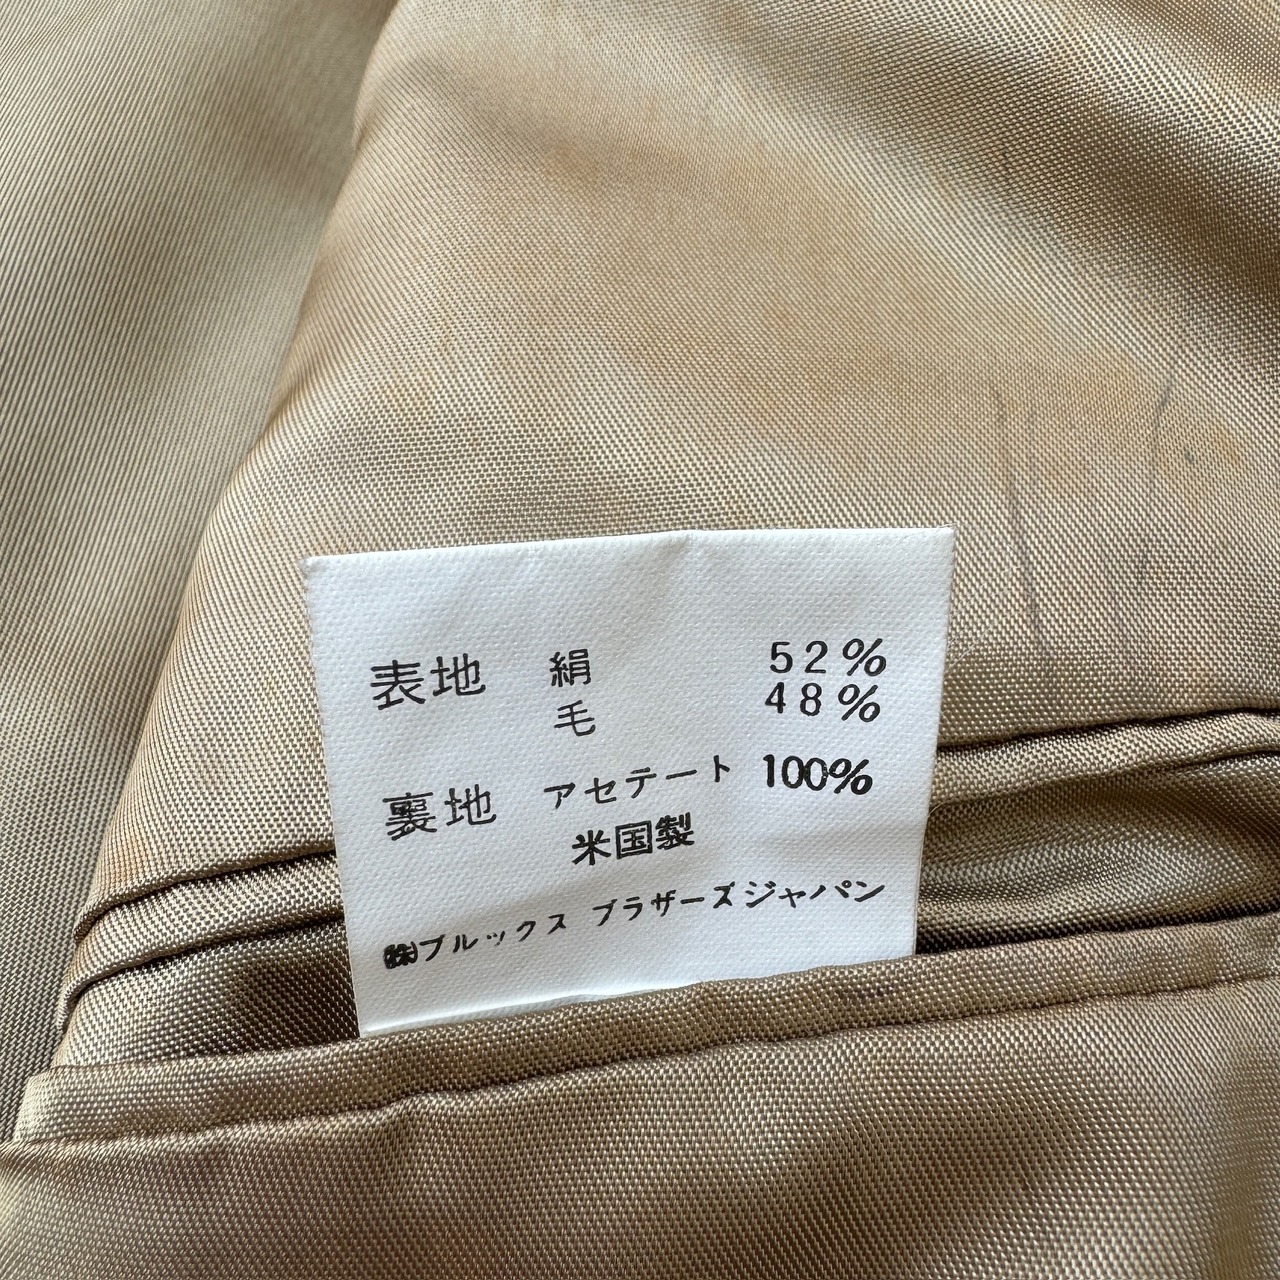 表地 絹 52%
毛 48%
裏地 アセテート 100%
米国製
㈱ブルックス ブラザーズジャパン